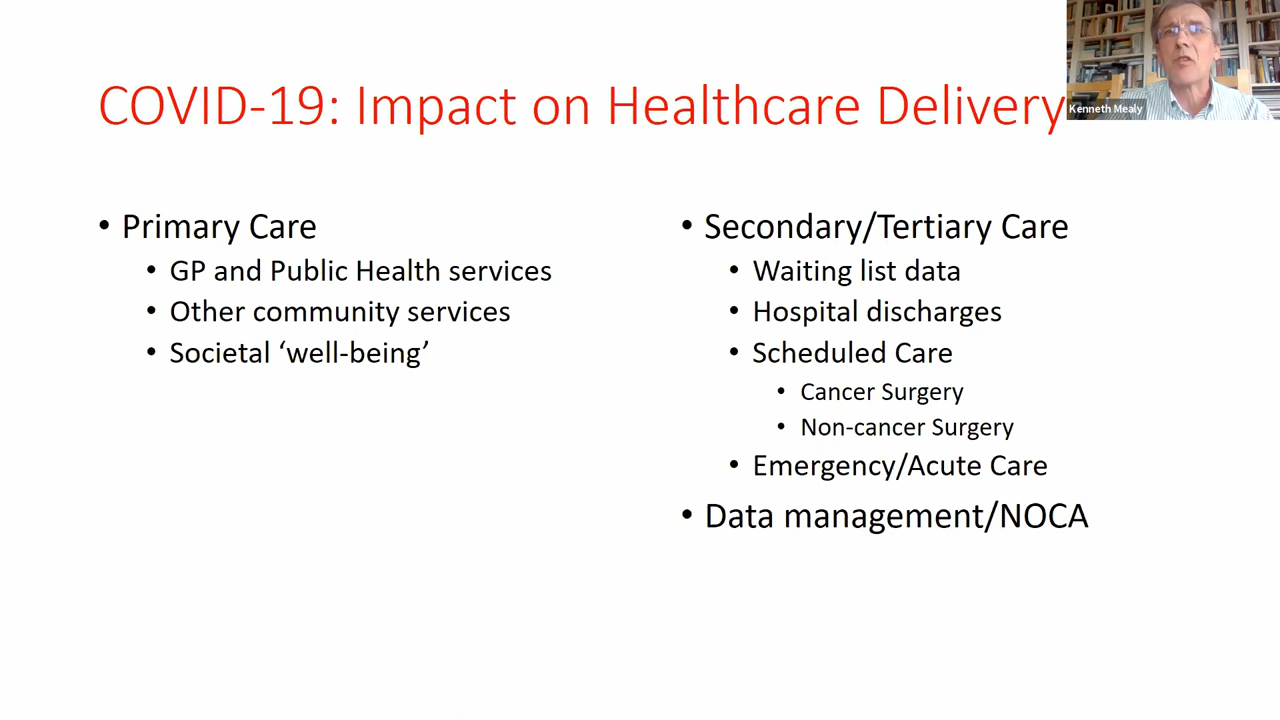 COVID-19: Impact on Healthcare Delivery
Kenneth Mealy
• Primary Care
• GP and Public Health services
• Other community services
• Societal ‘well-being’
• Secondary/Tertiary Care
• Waiting list data
• Hospital discharges
• Scheduled Care
• Cancer Surgery
• Non-cancer Surgery
• Emergency/Acute Care
• Data management/NOCA